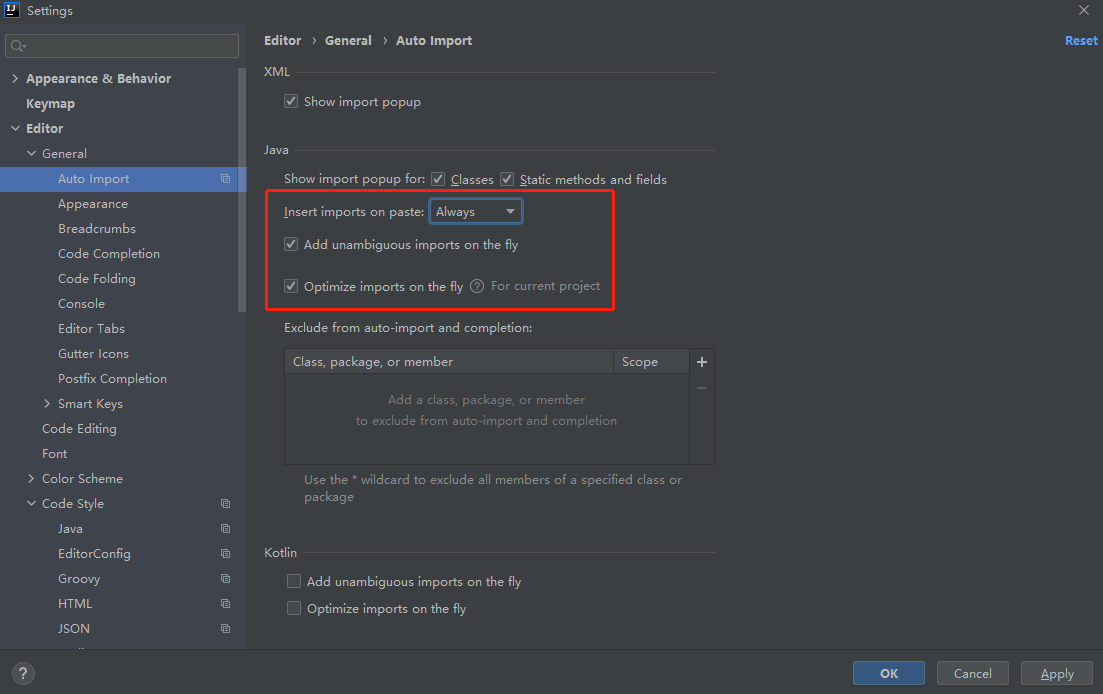 IJ Settings
Editor › General › Auto Import Reset
Appearance & Behavior
Keymap
Editor
General
Auto Import
Appearance
Breadcrumbs
Code Completion
Code Folding
Console
Editor Tabs
Gutter Icons
Postfix Completion
Smart Keys
Code Editing
Font
Color Scheme
Code Style
Java
EditorConfig
Groovy
HTML
JSON
XML
Show import popup
Java
Show import popup for: Classes Static methods and fields
Insert imports on paste: Always
Add unambiguous imports on the fly
Optimize imports on the fly ? For current project
Exclude from auto-import and completion:
Class, package, or member Scope
Add a class, package, or member
to exclude from auto-import and completion
Use the * wildcard to exclude all members of a specified class or
package
Kotlin
Add unambiguous imports on the fly
Optimize imports on the fly
? OK Cancel Apply